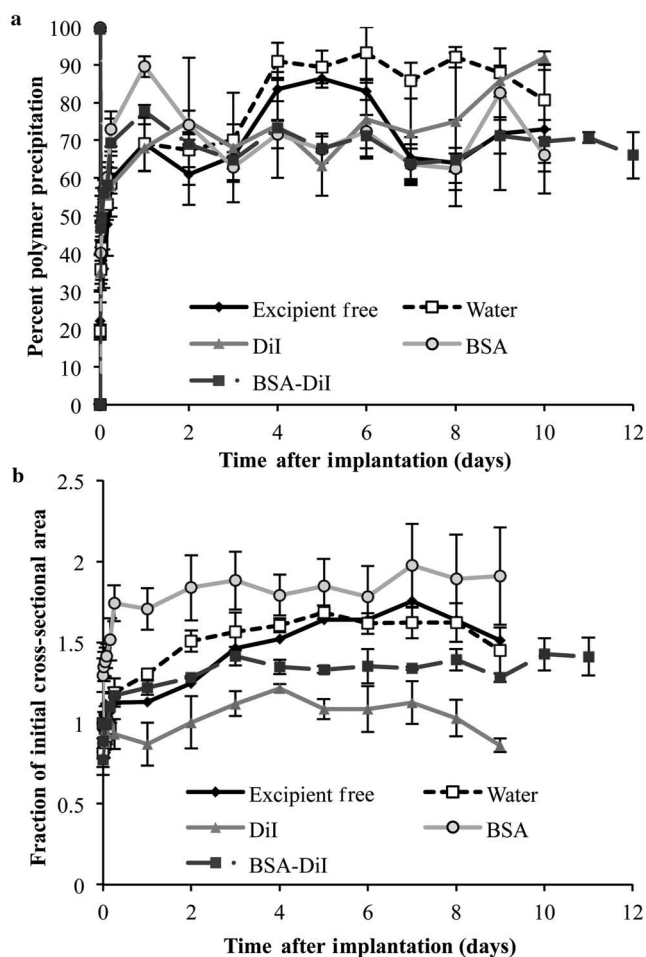 a
Percent polymer precipitation
100
90
80
70
60
50
40
30
20
10
0
Excipient free
Water
DiI
BSA
BSA-DiI
0 2 4 6 8 10 12
Time after implantation (days)
b
Fraction of initial cross-sectional area
2.5
2
1.5
1
0.5
0
Excipient free
Water
DiI
BSA
BSA-DiI
0 2 4 6 8 10 12
Time after implantation (days)